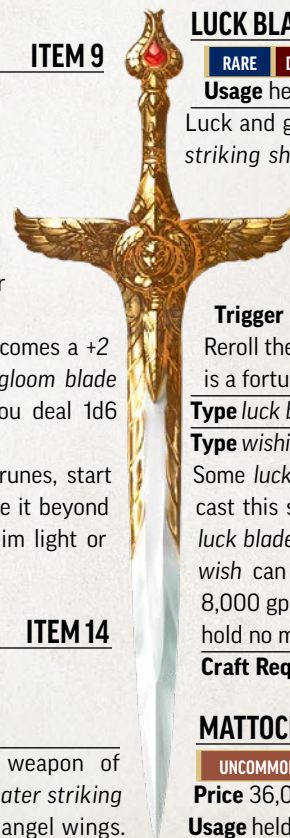 ITEM 9
comes a +2
gloom blade
ou deal 1d6
runes, start
e it beyond
im light or
ITEM 14
weapon of
ater striking
angel wings.
LUCK BLA
RARE
Usage he
Luck and g
striking sh
Trigger
Reroll the
is a fortu
Type luck b
Type wishi
Some luck
cast this s
luck blade
wish can
8,000 gp
hold no m
Craft Req
MATTOC
UNCOMMO
Price 36,0
Usage held